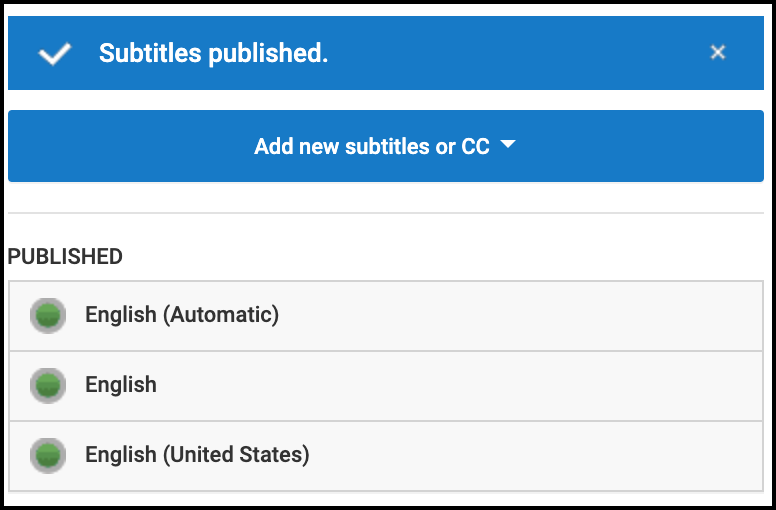 Subtitles published.
Add new subtitles or CC
PUBLISHED
English (Automatic)
English
English (United States)